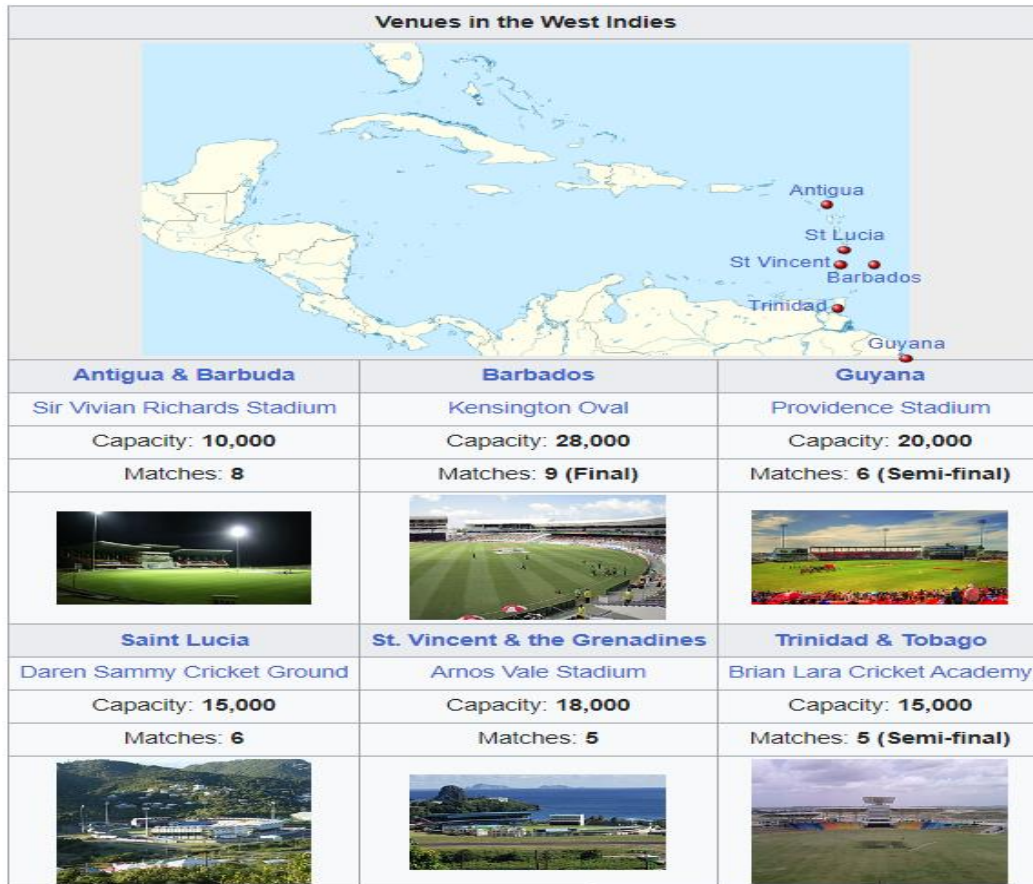 Venues in the West Indies
Antigua
St Lucia
St Vincent
Barbados
Trinidad
Guyana
Antigua & Barbuda
Barbados
Guyana
Sir Vivian Richards Stadium
Kensington Oval
Providence Stadium
Capacity: 10,000
Capacity: 28,000
Capacity: 20,000
Matches: 8
Matches: 9 (Final)
Matches: 6 (Semi-final)
Saint Lucia
St. Vincent & the Grenadines
Trinidad & Tobago
Daren Sammy Cricket Ground
Arnos Vale Stadium
Brian Lara Cricket Academy
Capacity: 15,000
Capacity: 18,000
Capacity: 15,000
Matches: 6
Matches: 5
Matches: 5 (Semi-final)